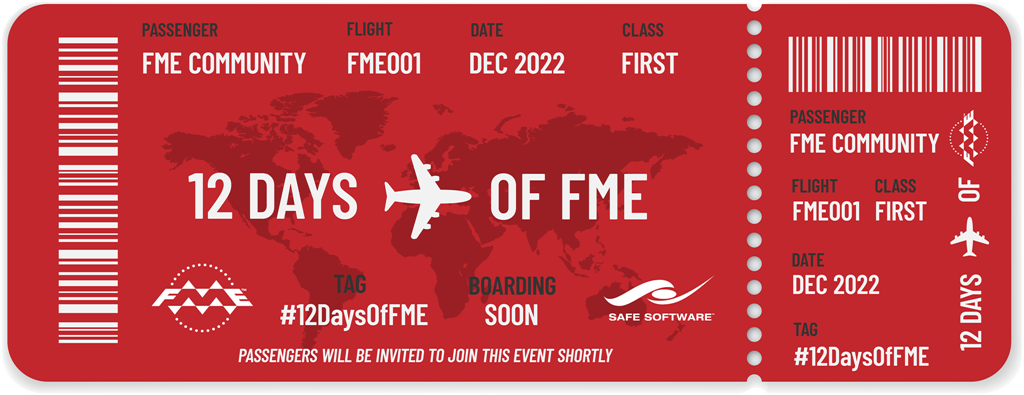 PASSENGER FLIGHT DATE CLASS
FME COMMUNITY FME001 DEC 2022 FIRST
12 DAYS OF FME
TAG BOARDING
#12DaysOfFME SOON
FME
SAFE SOFTWARE™
PASSENGERS WILL BE INVITED TO JOIN THIS EVENT SHORTLY
PASSENGER
FME COMMUNITY
FLIGHT CLASS
FME001 FIRST
DATE
DEC 2022
TAG
#12DaysOfFME
FME
12 DAYS OF